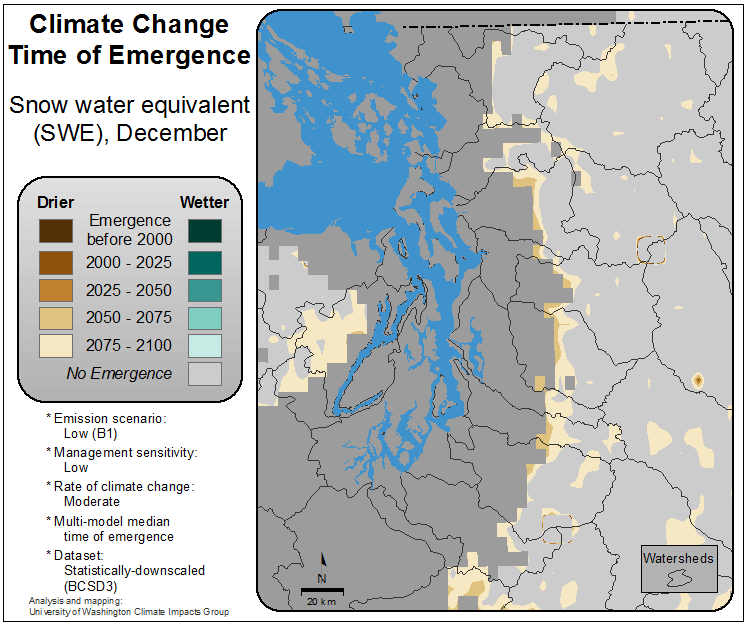 Climate Change
Time of Emergence
Snow water equivalent
(SWE), December
Drier
Wetter
Emergence
before 2000
2000 - 2025
2025 - 2050
2050 - 2075
2075 - 2100
No Emergence
* Emission scenario:
Low (B1)
* Management sensitivity:
Low
* Rate of climate change:
Moderate
* Multi-model median
time of emergence
* Dataset:
Statistically-downscaled
(BCSD3)
Analysis and mapping:
University of Washington Climate Impacts Group
N
20 km
Watersheds